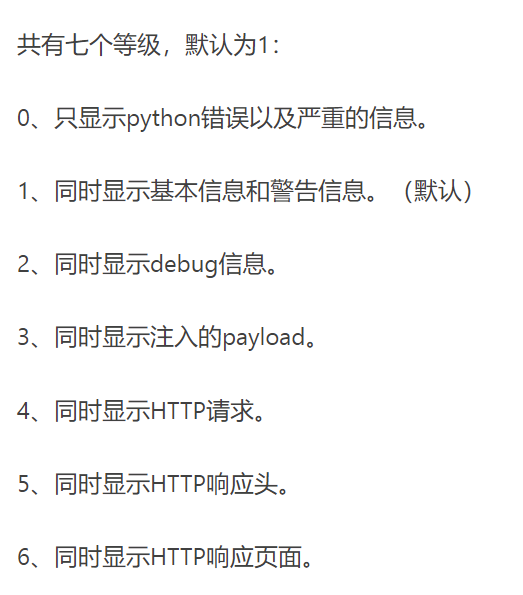 共有七个等级，默认为1：
0、只显示python错误以及严重的信息。
1、同时显示基本信息和警告信息。（默认）
2、同时显示debug信息。
3、同时显示注入的payload。
4、同时显示HTTP请求。
5、同时显示HTTP响应头。
6、同时显示HTTP响应页面。